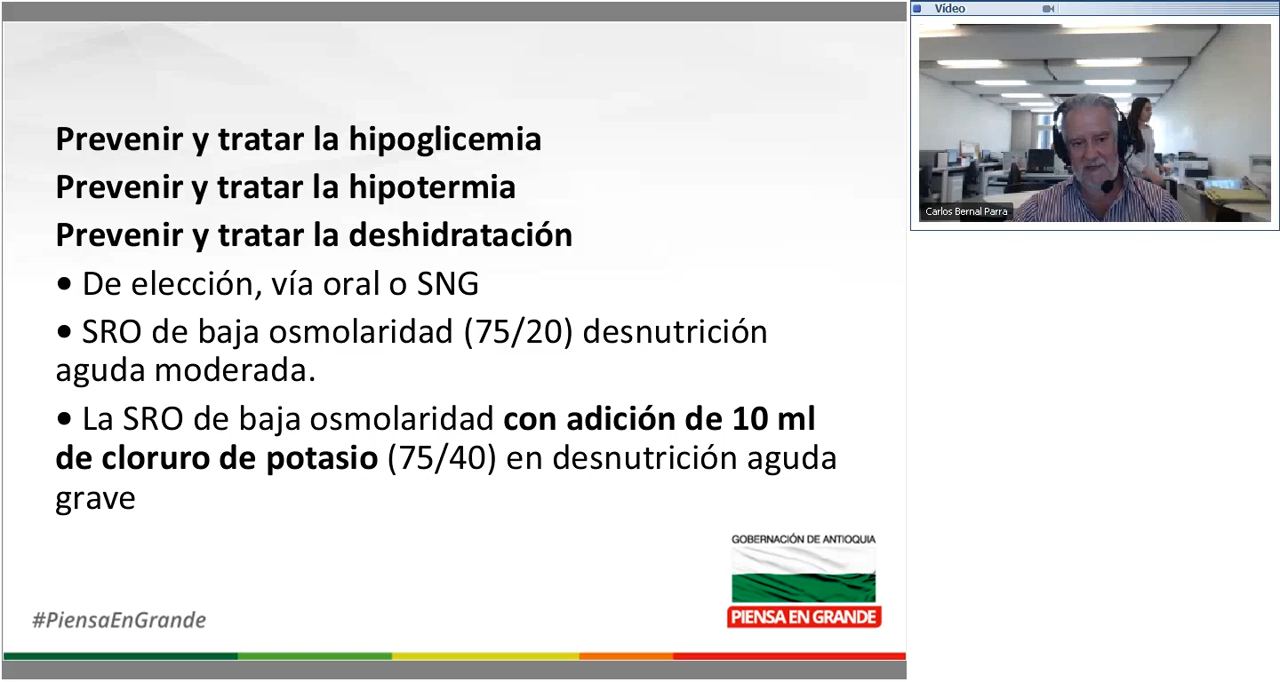 Prevenir y tratar la hipoglicemia
Prevenir y tratar la hipotermia
Prevenir y tratar la deshidratación
• De elección, vía oral o SNG
• SRO de baja osmolaridad (75/20) desnutrición
aguda moderada.
• La SRO de baja osmolaridad con adición de 10 ml
de cloruro de potasio (75/40) en desnutrición aguda
grave
GOBERNACIÓN DE ANTIOQUIA
PIENSA EN GRANDE
#PiensaEnGrande
Vídeo
Carlos Bernal Parra